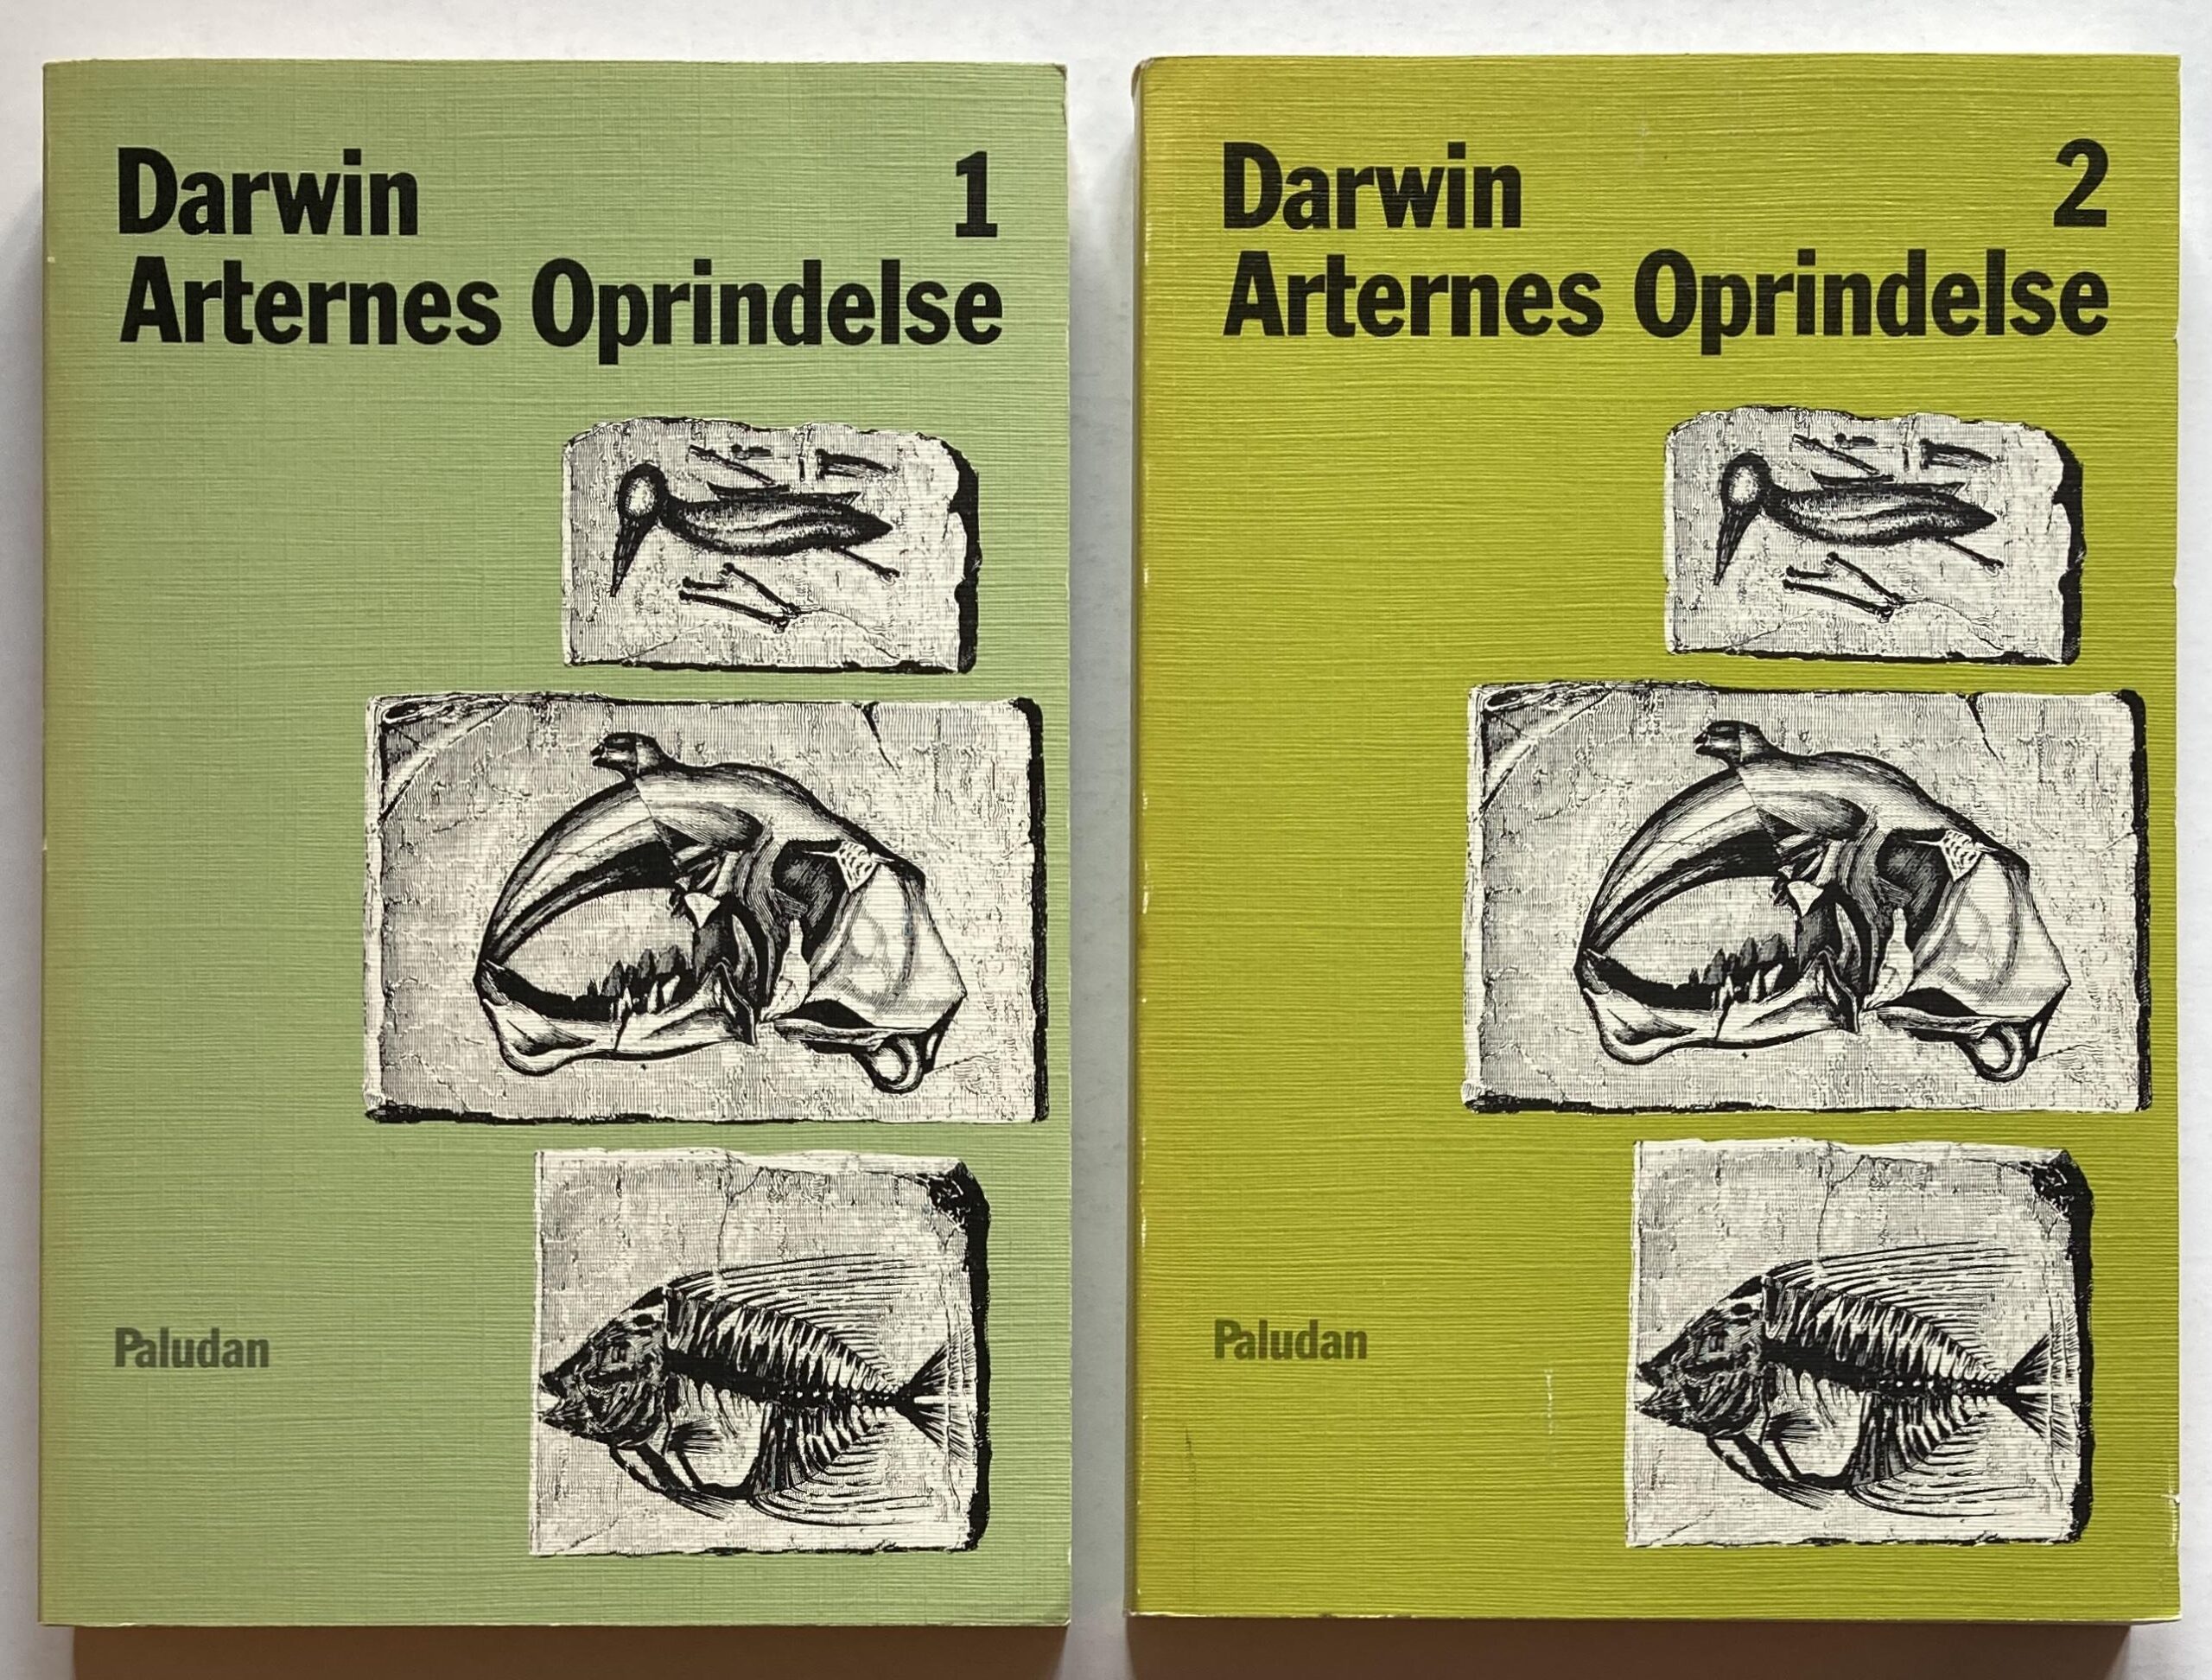 Darwin 1
Arternes Oprindelse
Paludan
Darwin 2
Arternes Oprindelse
Paludan